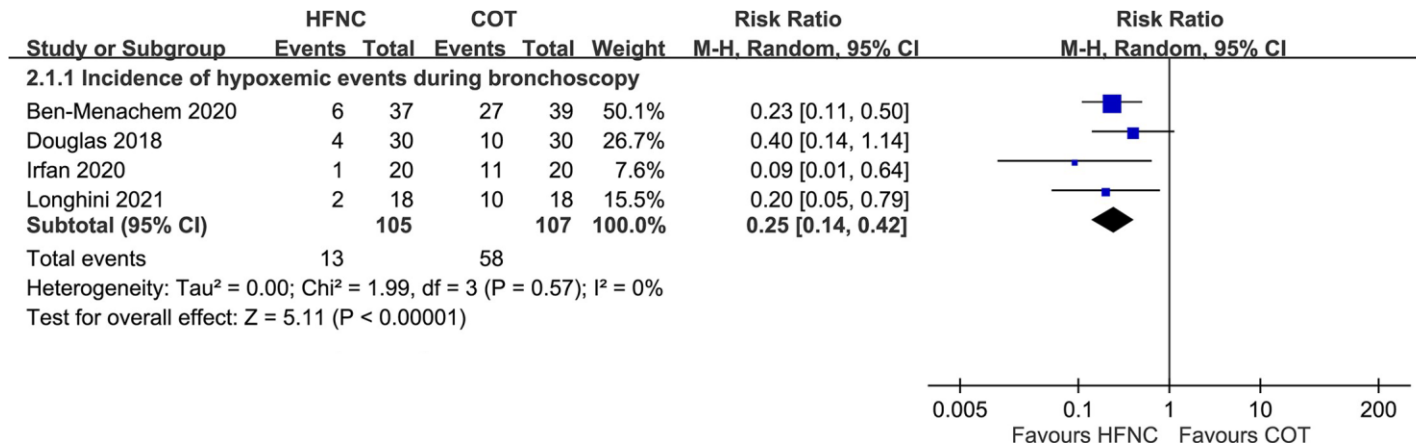 HFNC COT Risk Ratio Risk Ratio
Study or Subgroup Events Total Events Total Weight M-H, Random, 95% CI M-H, Random, 95% CI
2.1.1 Incidence of hypoxemic events during bronchoscopy
Ben-Menachem 2020 6 37 27 39 50.1% 0.23 [0.11, 0.50]
Douglas 2018 4 30 10 30 26.7% 0.40 [0.14, 1.14]
Irfan 2020 1 20 11 20 7.6% 0.09 [0.01, 0.64]
Longhini 2021 2 18 10 18 15.5% 0.20 [0.05, 0.79]
Subtotal (95% CI) 105 107 100.0% 0.25 [0.14, 0.42]
Total events 13 58
Heterogeneity: Tau² = 0.00; Chi² = 1.99, df = 3 (P = 0.57); I² = 0%
Test for overall effect: Z = 5.11 (P < 0.00001)
0.005 0.1 1 10 200
Favours HFNC Favours COT